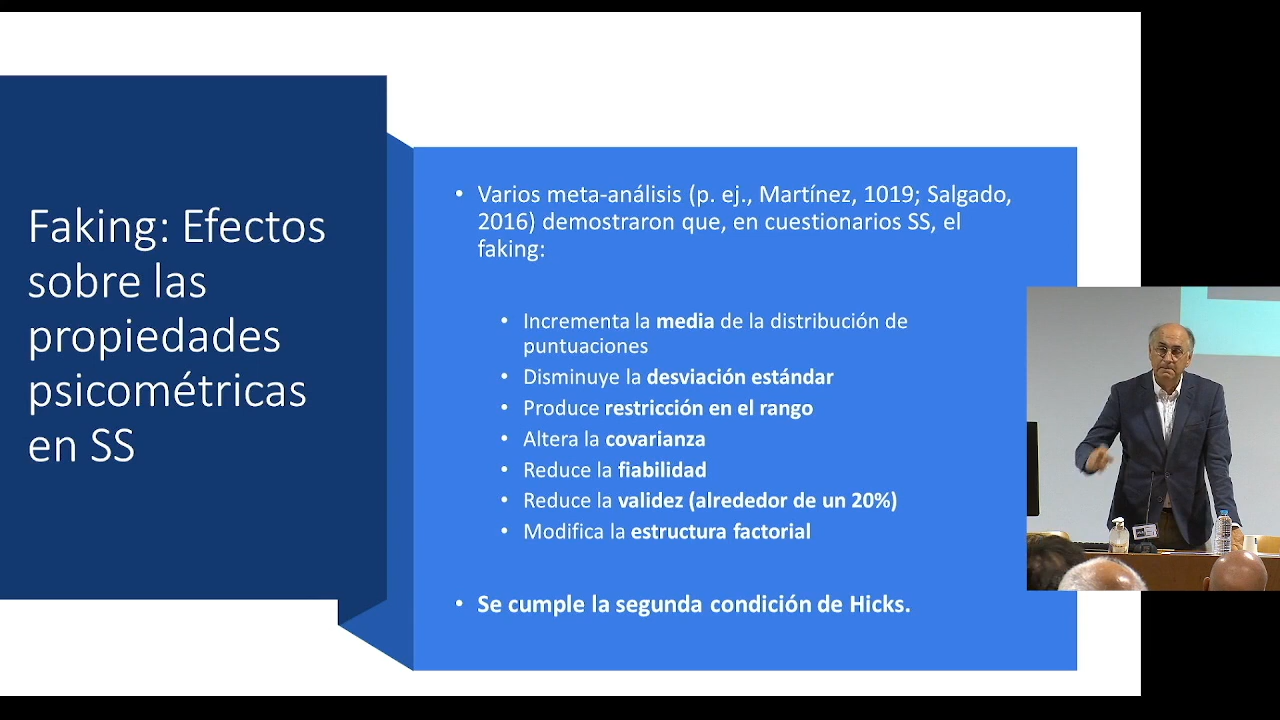 Faking: Efectos
sobre las
propiedades
psicométricas
en SS
• Varios meta-análisis (p. ej., Martínez, 1019; Salgado,
2016) demostraron que, en cuestionarios SS, el
faking:
• Incrementa la media de la distribución de
puntuaciones
• Disminuye la desviación estándar
• Produce restricción en el rango
• Altera la covarianza
• Reduce la fiabilidad
• Reduce la validez (alrededor de un 20%)
• Modifica la estructura factorial
• Se cumple la segunda condición de Hicks.